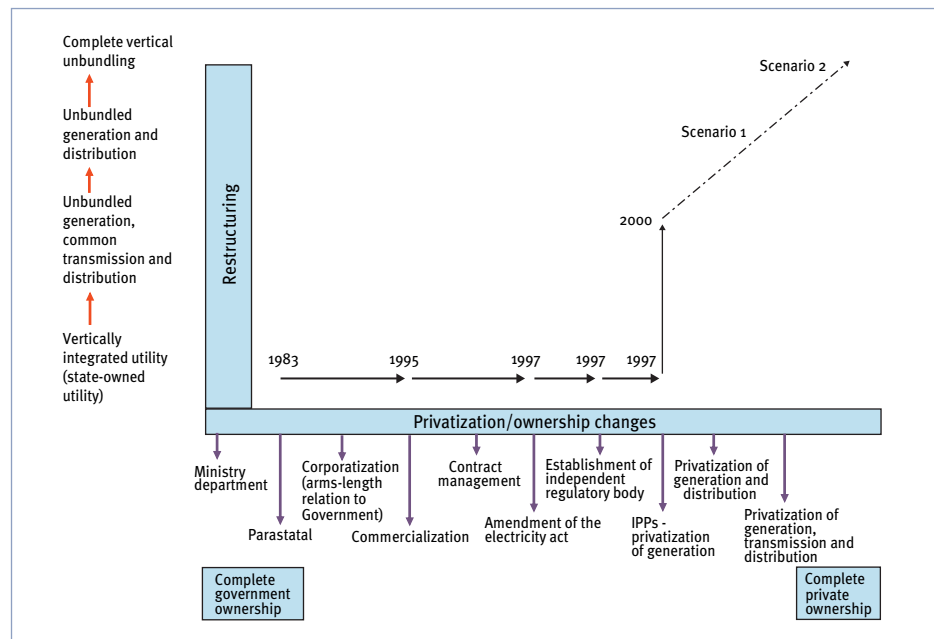 Complete vertical
unbundling
Unbundled
generation and
distribution
Unbundled
generation,
common
transmission and
distribution
Vertically
integrated utility
(state-owned
utility)
Restructuring
Scenario 2
Scenario 1
2000
1983
1995
1997
1997
1997
Privatization/ownership changes
Ministry
department
Parastatal
Corporatization
(arms-length
relation to
Government)
Commercialization
Contract
management
Amendment of the
electricity act
Establishment of
independent
regulatory body
IPPs -
privatization
of generation
Privatization of
generation and
distribution
Privatization of
generation,
transmission and
distribution
Complete
government
ownership
Complete
private
ownership